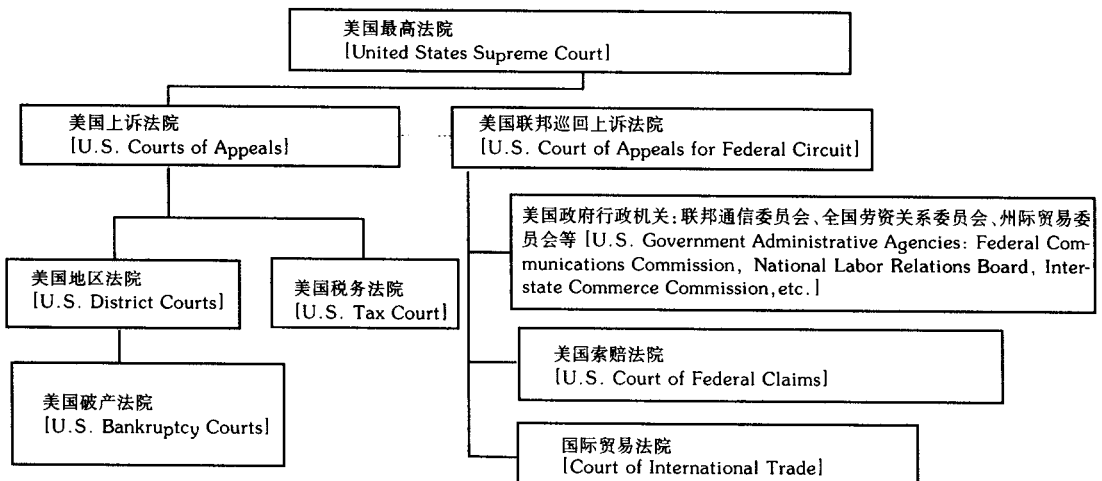 美国最高法院
[United States Supreme Court]
美国上诉法院
[U.S. Courts of Appeals]
美国联邦巡回上诉法院
[U.S. Court of Appeals for Federal Circuit]
美国政府行政机关:联邦通信委员会、全国劳资关系委员会、州际贸易委
员会等 [U.S. Government Administrative Agencies: Federal Com-
munications Commission, National Labor Relations Board, Inter-
state Commerce Commission,etc.]
美国地区法院
[U.S. District Courts]
美国税务法院
[U.S. Tax Court]
美国索赔法院
[U.S. Court of Federal Claims]
美国破产法院
[U.S. Bankruptcy Courts]
国际贸易法院
[Court of International Trade]